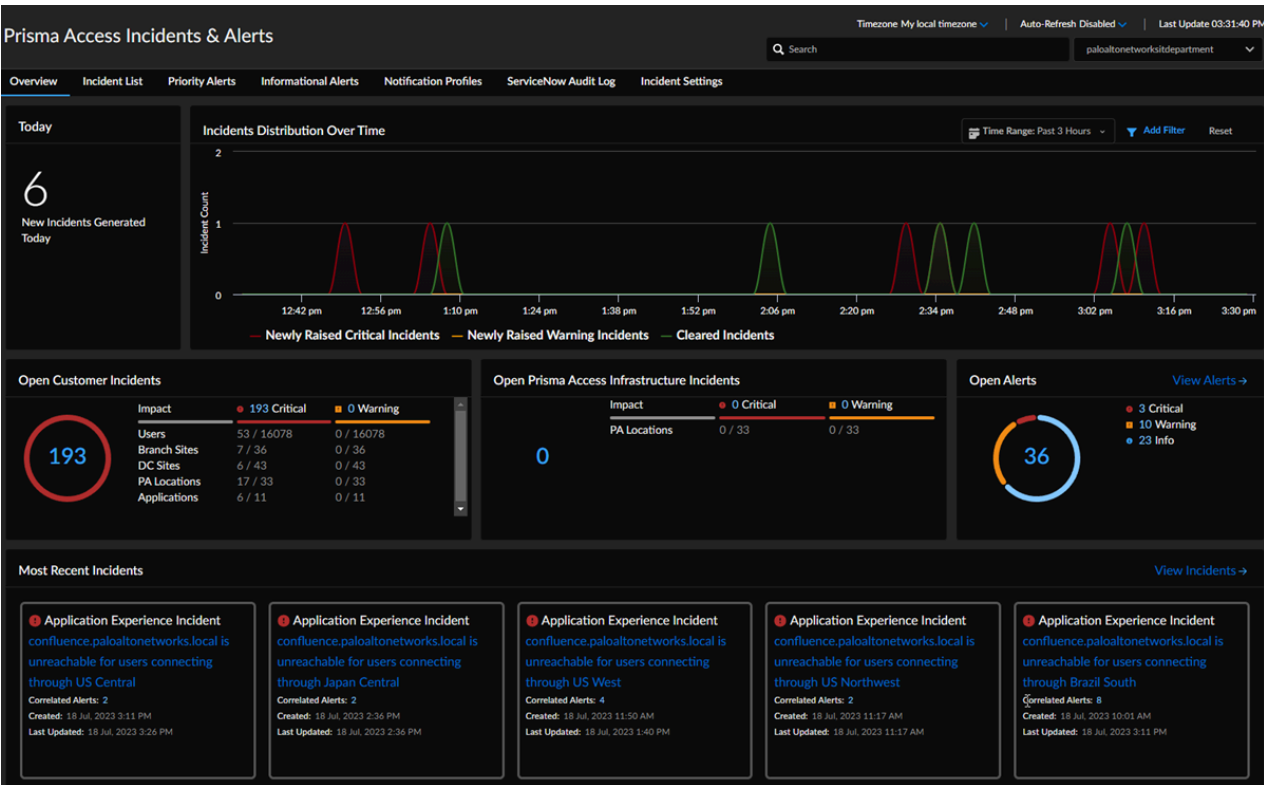 Prisma Access Incidents & Alerts
Timezone My local timezone
Auto-Refresh Disabled
Last Update 03:31:40 PM
Search
paloaltonetworksitdepartment
Overview
Incident List
Priority Alerts
Informational Alerts
Notification Profiles
ServiceNow Audit Log
Incident Settings
Today
6
New Incidents Generated
Today
Incidents Distribution Over Time
Time Range: Past 3 Hours
Add Filter
Reset
Incident Count
2
1
0
12:42 pm
12:56 pm
1:10 pm
1:24 pm
1:38 pm
1:52 pm
2:06 pm
2:20 pm
2:34 pm
2:48 pm
3:02 pm
3:16 pm
3:30 pm
Newly Raised Critical Incidents
Newly Raised Warning Incidents
Cleared Incidents
Open Customer Incidents
193
Impact 193 Critical 0 Warning
Users 53 / 16078 0 / 16078
Branch Sites 7 / 36 0 / 36
DC Sites 6 / 43 0 / 43
PA Locations 17 / 33 0 / 33
Applications 6 / 11 0 / 11
Open Prisma Access Infrastructure Incidents
0
Impact 0 Critical 0 Warning
PA Locations 0 / 33 0 / 33
Open Alerts
View Alerts →
36
3 Critical
10 Warning
23 Info
Most Recent Incidents
View Incidents →
Application Experience Incident
confluence.paloaltonetworks.local is
unreachable for users connecting
through US Central
Correlated Alerts: 2
Created: 18 Jul, 2023 3:11 PM
Last Updated: 18 Jul, 2023 3:26 PM
Application Experience Incident
confluence.paloaltonetworks.local is
unreachable for users connecting
through Japan Central
Correlated Alerts: 2
Created: 18 Jul, 2023 2:36 PM
Last Updated: 18 Jul, 2023 2:36 PM
Application Experience Incident
confluence.paloaltonetworks.local is
unreachable for users connecting
through US West
Correlated Alerts: 4
Created: 18 Jul, 2023 11:50 AM
Last Updated: 18 Jul, 2023 1:40 PM
Application Experience Incident
confluence.paloaltonetworks.local is
unreachable for users connecting
through US Northwest
Correlated Alerts: 2
Created: 18 Jul, 2023 11:17 AM
Last Updated: 18 Jul, 2023 11:17 AM
Application Experience Incident
confluence.paloaltonetworks.local is
unreachable for users connecting
through Brazil South
Correlated Alerts: 8
Created: 18 Jul, 2023 10:01 AM
Last Updated: 18 Jul, 2023 3:11 PM